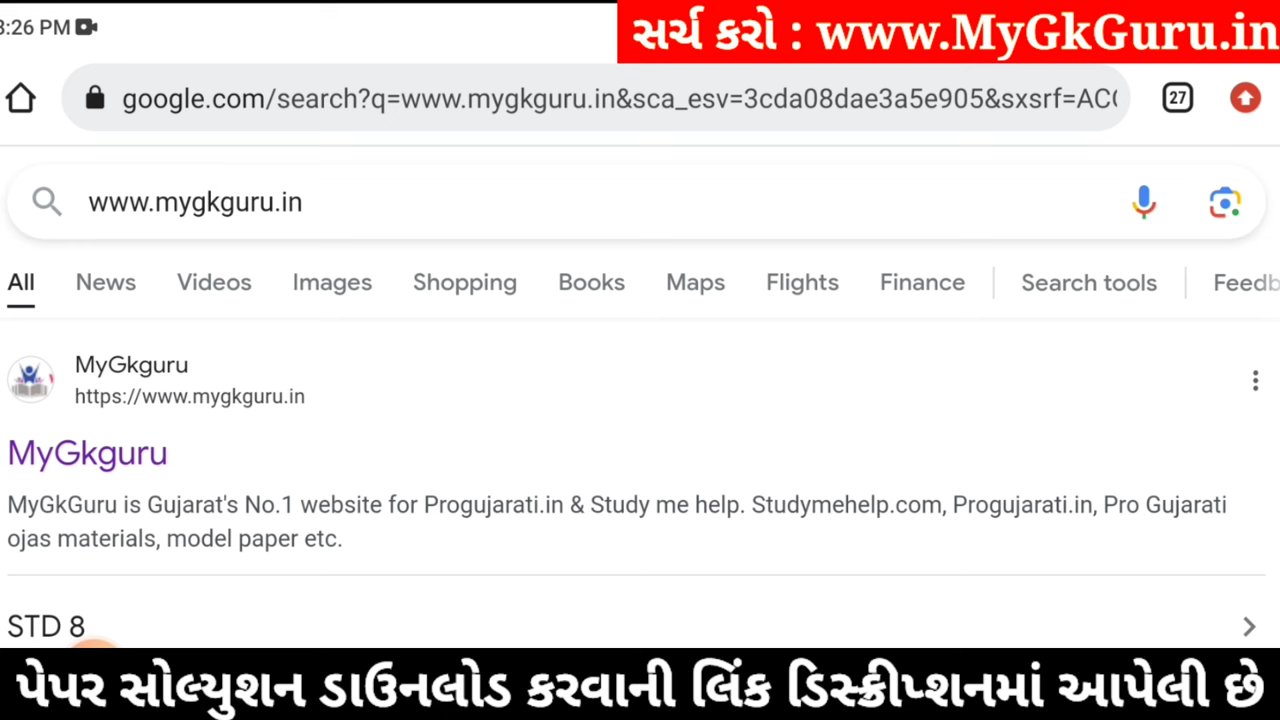 3:26 PM
સર્ચ કરો : www.MyGkGuru.in
google.com/search?q=www.mygkguru.in&sca_esv=3cda08dae3a5e905&sxsrf=AC
27
www.mygkguru.in
All News Videos Images Shopping Books Maps Flights Finance Search tools Feedb
MyGkguru
https://www.mygkguru.in
MyGkguru
MyGkGuru is Gujarat's No.1 website for Progujarati.in & Study me help. Studymehelp.com, Progujarati.in, Pro Gujarati
ojas materials, model paper etc.
STD 8
પેપર સોલ્યુશન ડાઉનલોડ કરવાની લિંક ડિસ્ક્રીપ્શનમાં આપેલી છે